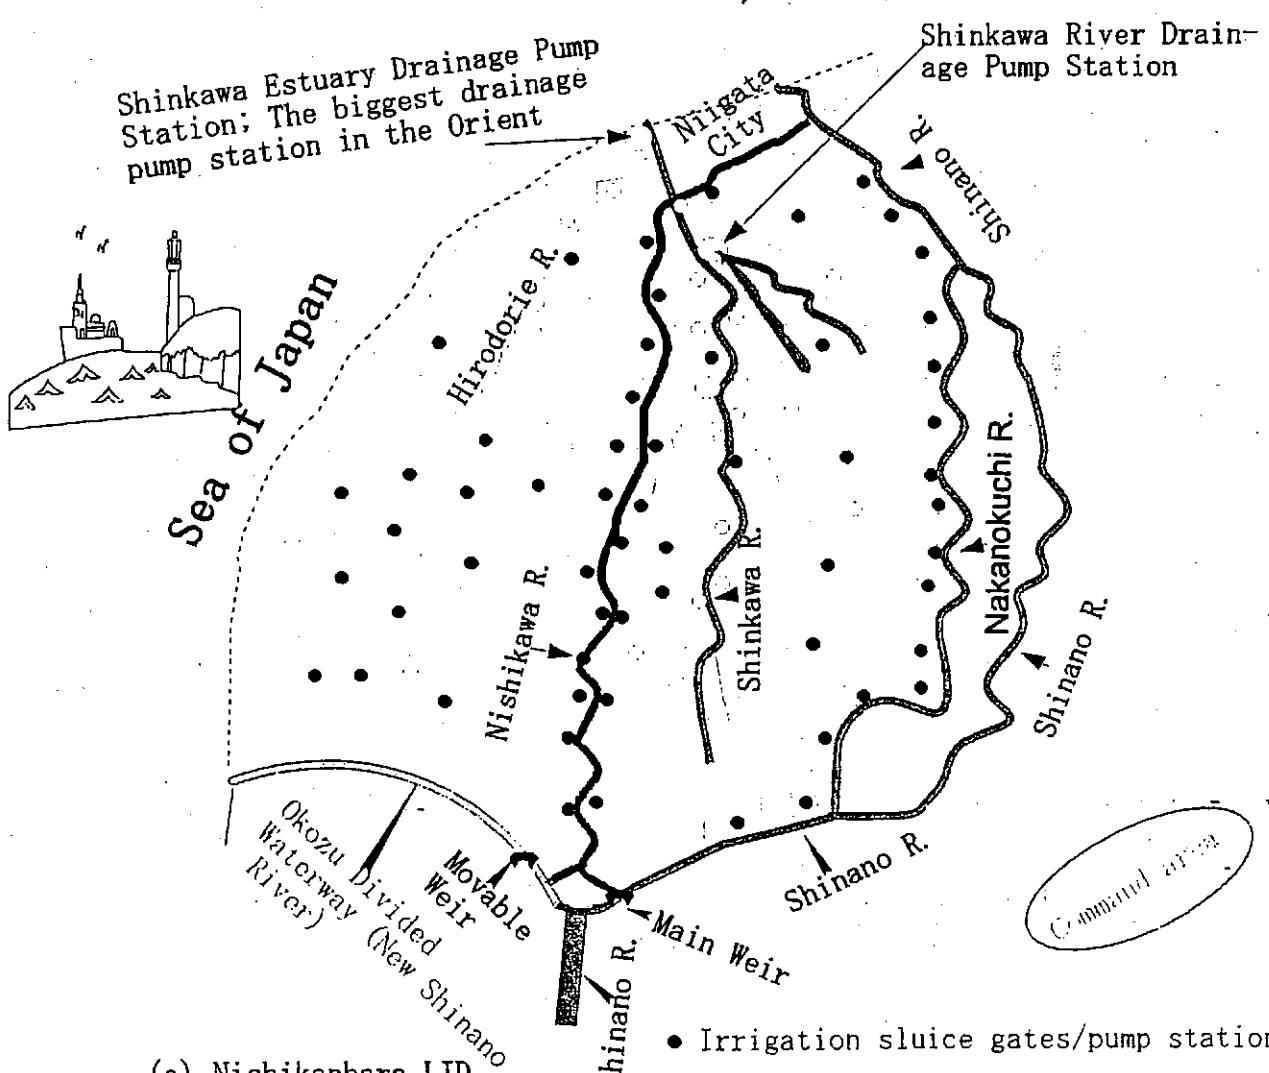 Shinkawa Estuary Drainage Pump
Station; The biggest drainage
pump station in the Orient
Shinkawa River Drain-
age Pump Station
Niigata
City
Shinano R.
Shinano
Hirodorie R.
Sea of Japan
Nakanokuchi R.
Nishikawa R.
Shinkawa R.
Shinano R.
Okozu Divided
Waterway (New Shinano
River)
Movable
Weir
Main Weir
Shinano R.
hinano R.
Command area
● Irrigation sluice gates/pump station
(a) Nishikanbara LID